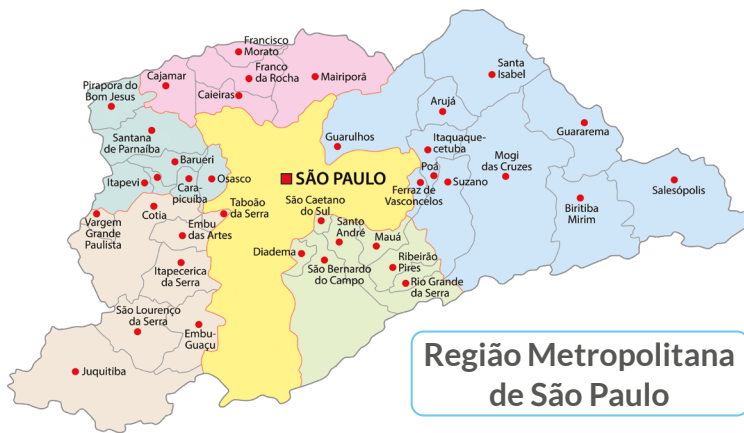 Francisco
Morato
Franco
da Rocha
Cajamar
Mairiporã
Caieiras
Pirapora do
Bom Jesus
Santa
Isabel
Arujá
Guararema
Santana
de Parnaíba
Guarulhos
Itaquaque-
cetuba
Barueri
Itapevi
Cara-
picuíba
Osasco
SÃO PAULO
Poá
Ferraz de
Vasconcelos
Suzano
Mogi
das Cruzes
Biritiba
Mirim
Salesópolis
Vargem
Grande
Paulista
Cotia
Taboão
da Serra
São Caetano
do Sul
Embu
das Artes
Santo
André
Mauá
Diadema
São Bernardo
do Campo
Ribeirão
Pires
Rio Grande
da Serra
Itapecerica
da Serra
São Lourenço
da Serra
Embu-
Guaçu
Juquitiba
Região Metropolitana
de São Paulo